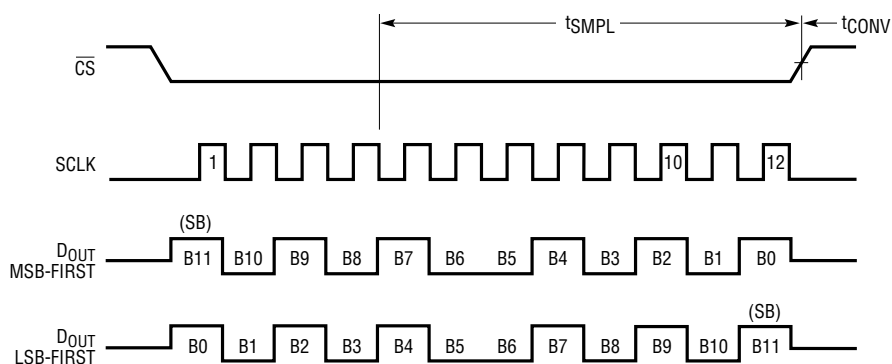 tSMPL
tCONV
CS
SCLK
1
10
12
(SB)
DOUT
MSB-FIRST
B11 B10 B9 B8 B7 B6 B5 B4 B3 B2 B1 B0
(SB)
DOUT
LSB-FIRST
B0 B1 B2 B3 B4 B5 B6 B7 B8 B9 B10 B11